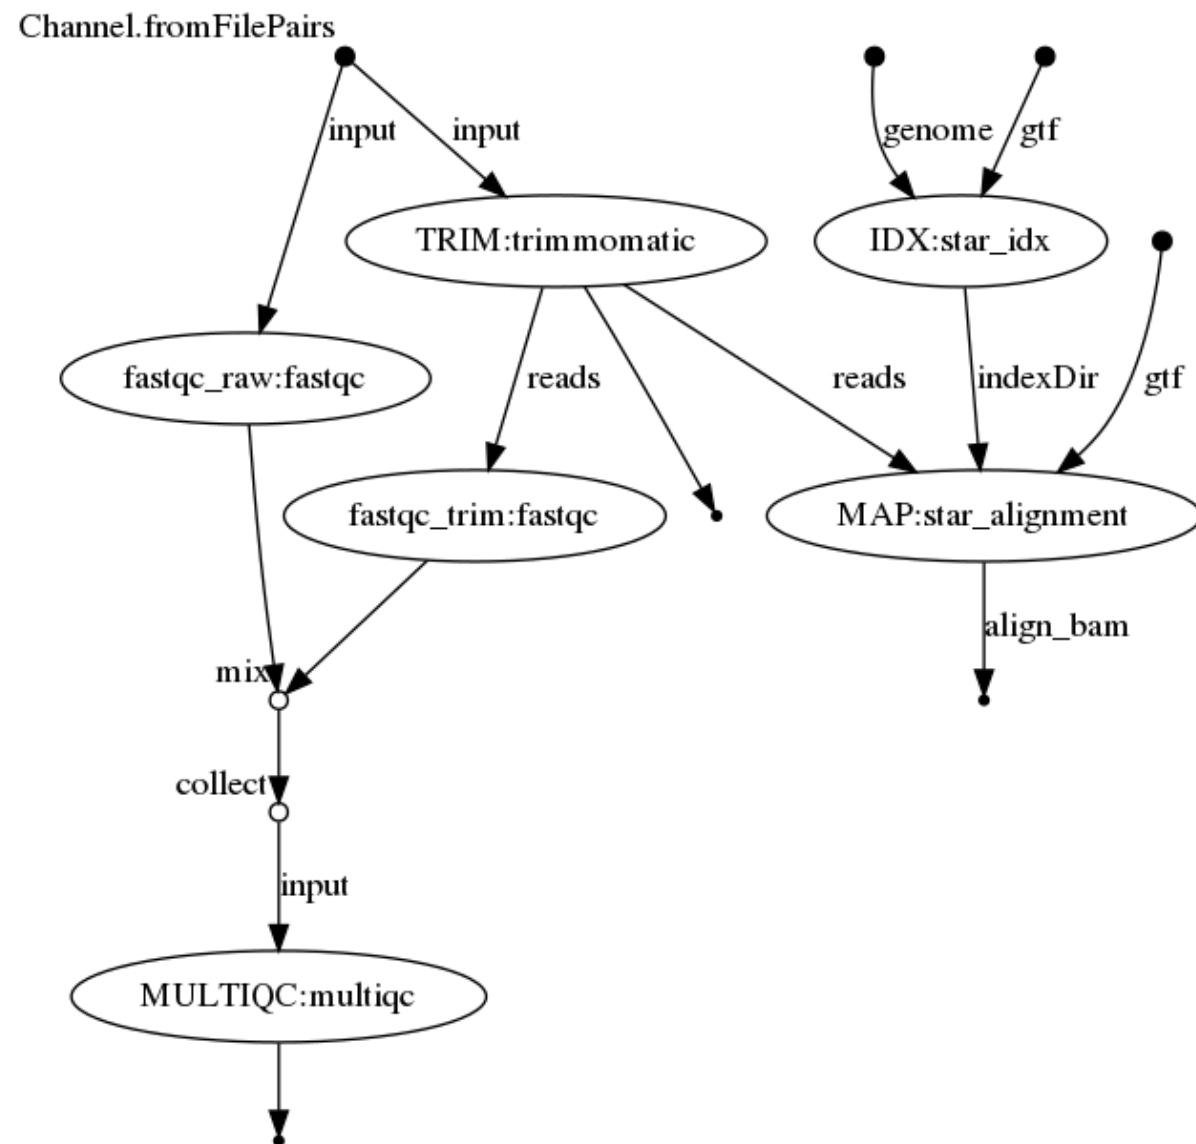 Channel.fromFilePairs
input
input
genome
gtf
TRIM:trimmomatic
IDX:star_idx
fastqc_raw:fastqc
reads
reads
indexDir
gtf
fastqc_trim:fastqc
MAP:star_alignment
align_bam
mix
collect
input
MULTIQC:multiqc